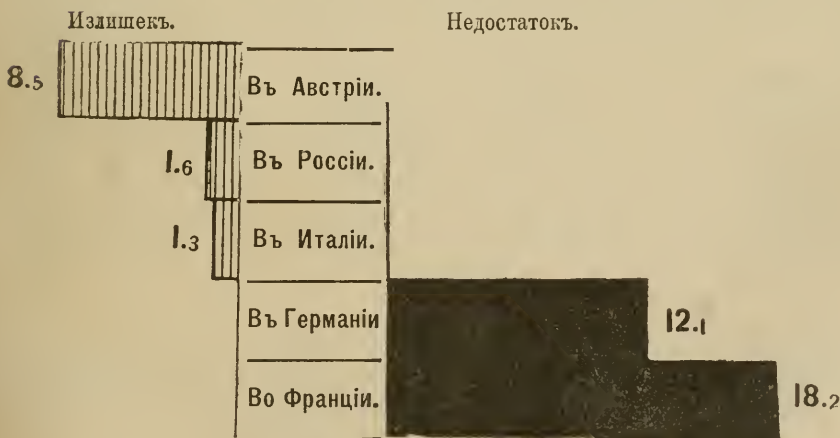 Излишекъ. Недостатокъ.
8.5 Въ Австріи.
1.6 Въ Россіи.
1.3 Въ Италіи.
Въ Германіи 12.1
Во Франціи. 18.2